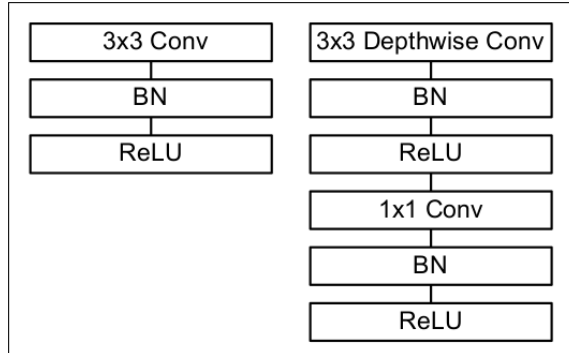 3x3 Conv
BN
ReLU
3x3 Depthwise Conv
BN
ReLU
1x1 Conv
BN
ReLU